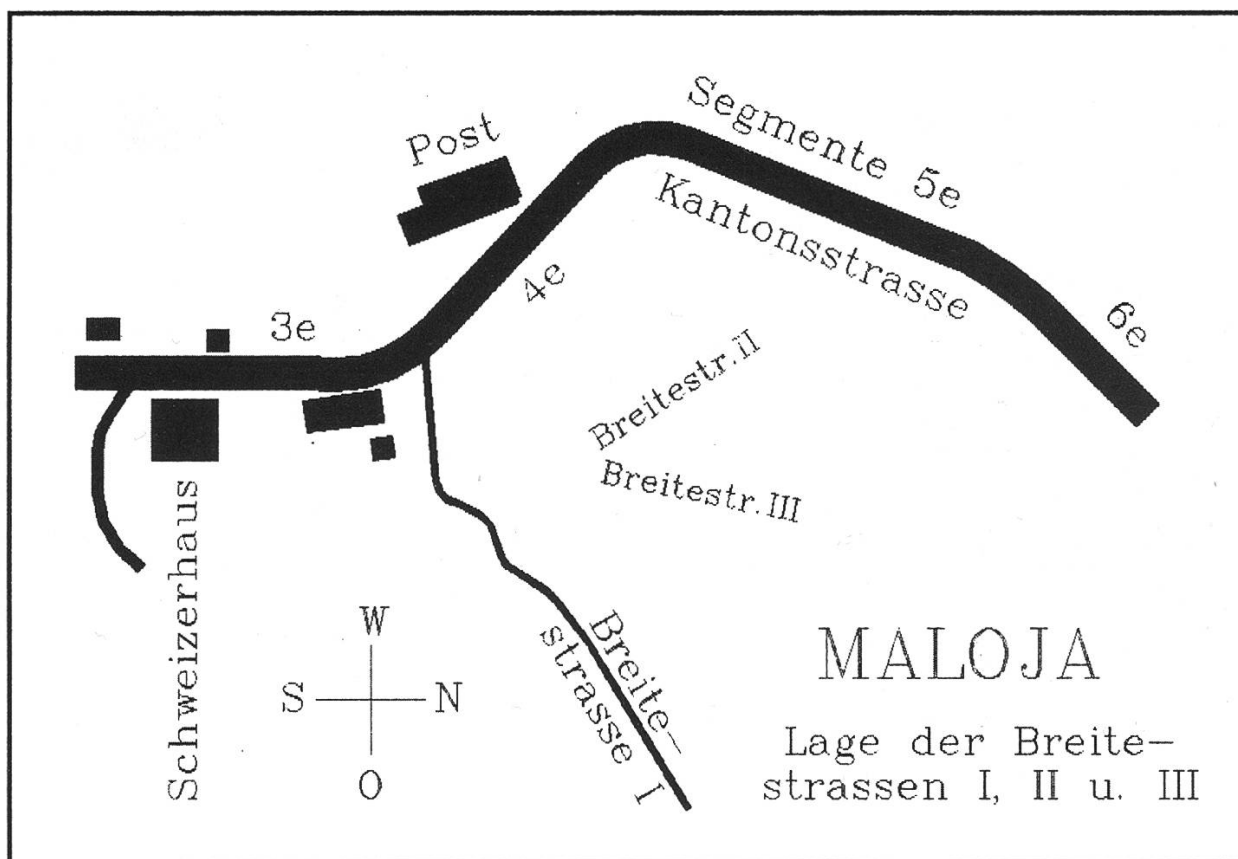 Post
Segmente 5e
Kantonsstrasse
4e
6e
3e
Breitestr.II
Breitestr.III
Schweizerhaus
W
S N
O
Breite-
strasse I
MALOJA
Lage der Breite-
strassen I, II u. III